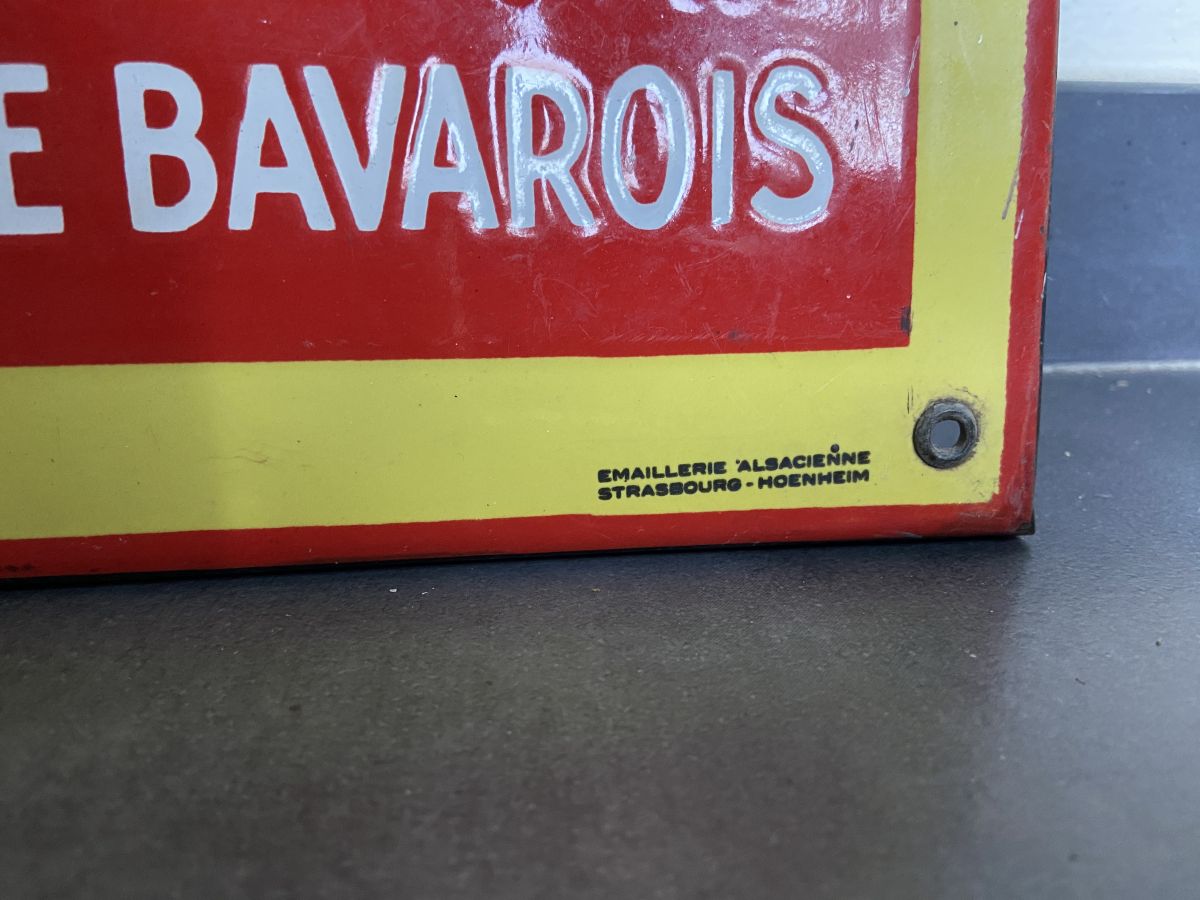 E BAVAROIS
EMAILLERIE ALSACIENNE
STRASBOURG - HOENHEIM